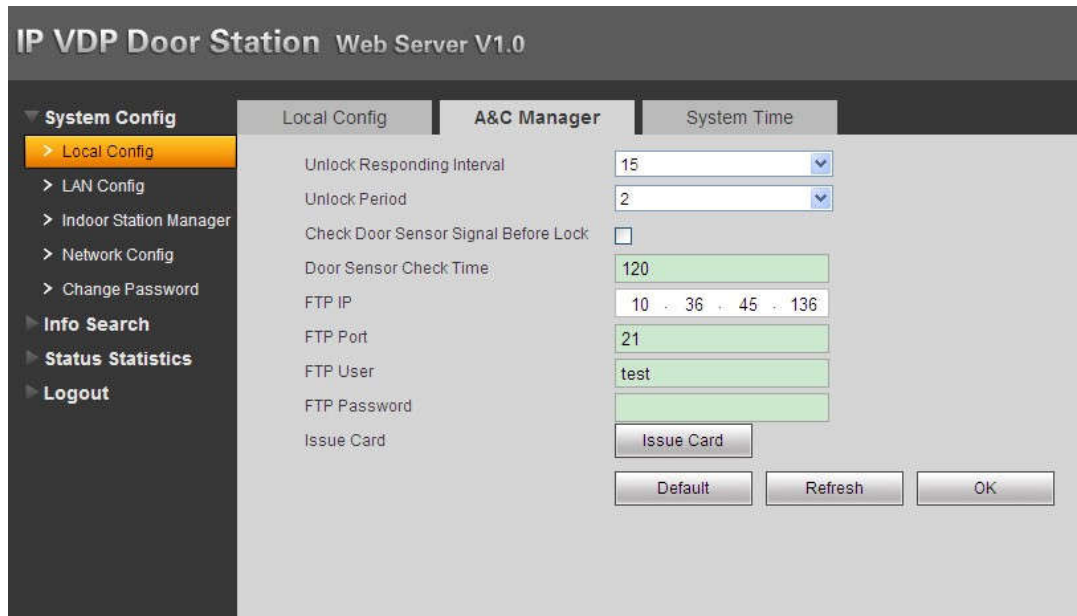 IP VDP Door Station Web Server V1.0
System Config
> Local Config
> LAN Config
> Indoor Station Manager
> Network Config
> Change Password
Info Search
Status Statistics
Logout
Local Config A&C Manager System Time
Unlock Responding Interval 15
Unlock Period 2
Check Door Sensor Signal Before Lock
Door Sensor Check Time 120
FTP IP 10 . 36 . 45 . 136
FTP Port 21
FTP User test
FTP Password
Issue Card Issue Card
Default Refresh OK